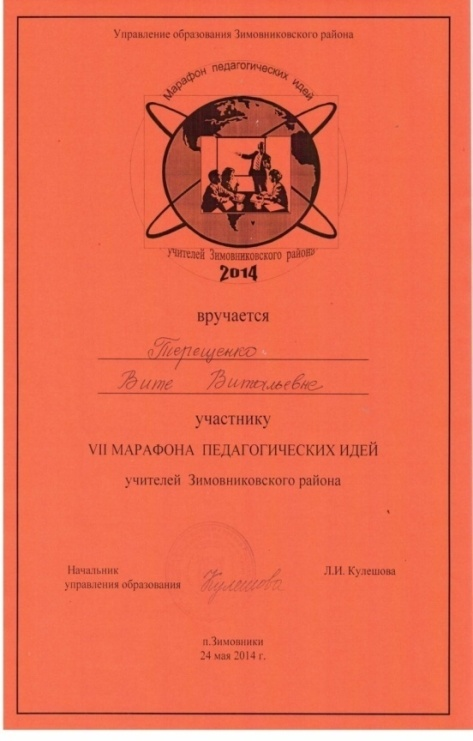 Управление образования Зимовниковского района
Марафон педагогических идей
Учителей Зимовниковского района
2014
вручается
Терещенко
Вите Витальевне
участнику
VII МАРАФОНА ПЕДАГОГИЧЕСКИХ ИДЕЙ
учителей Зимовниковского района
Начальник
управления образования Кулешова Л.И. Кулешова
п.Зимовники
24 мая 2014 г.